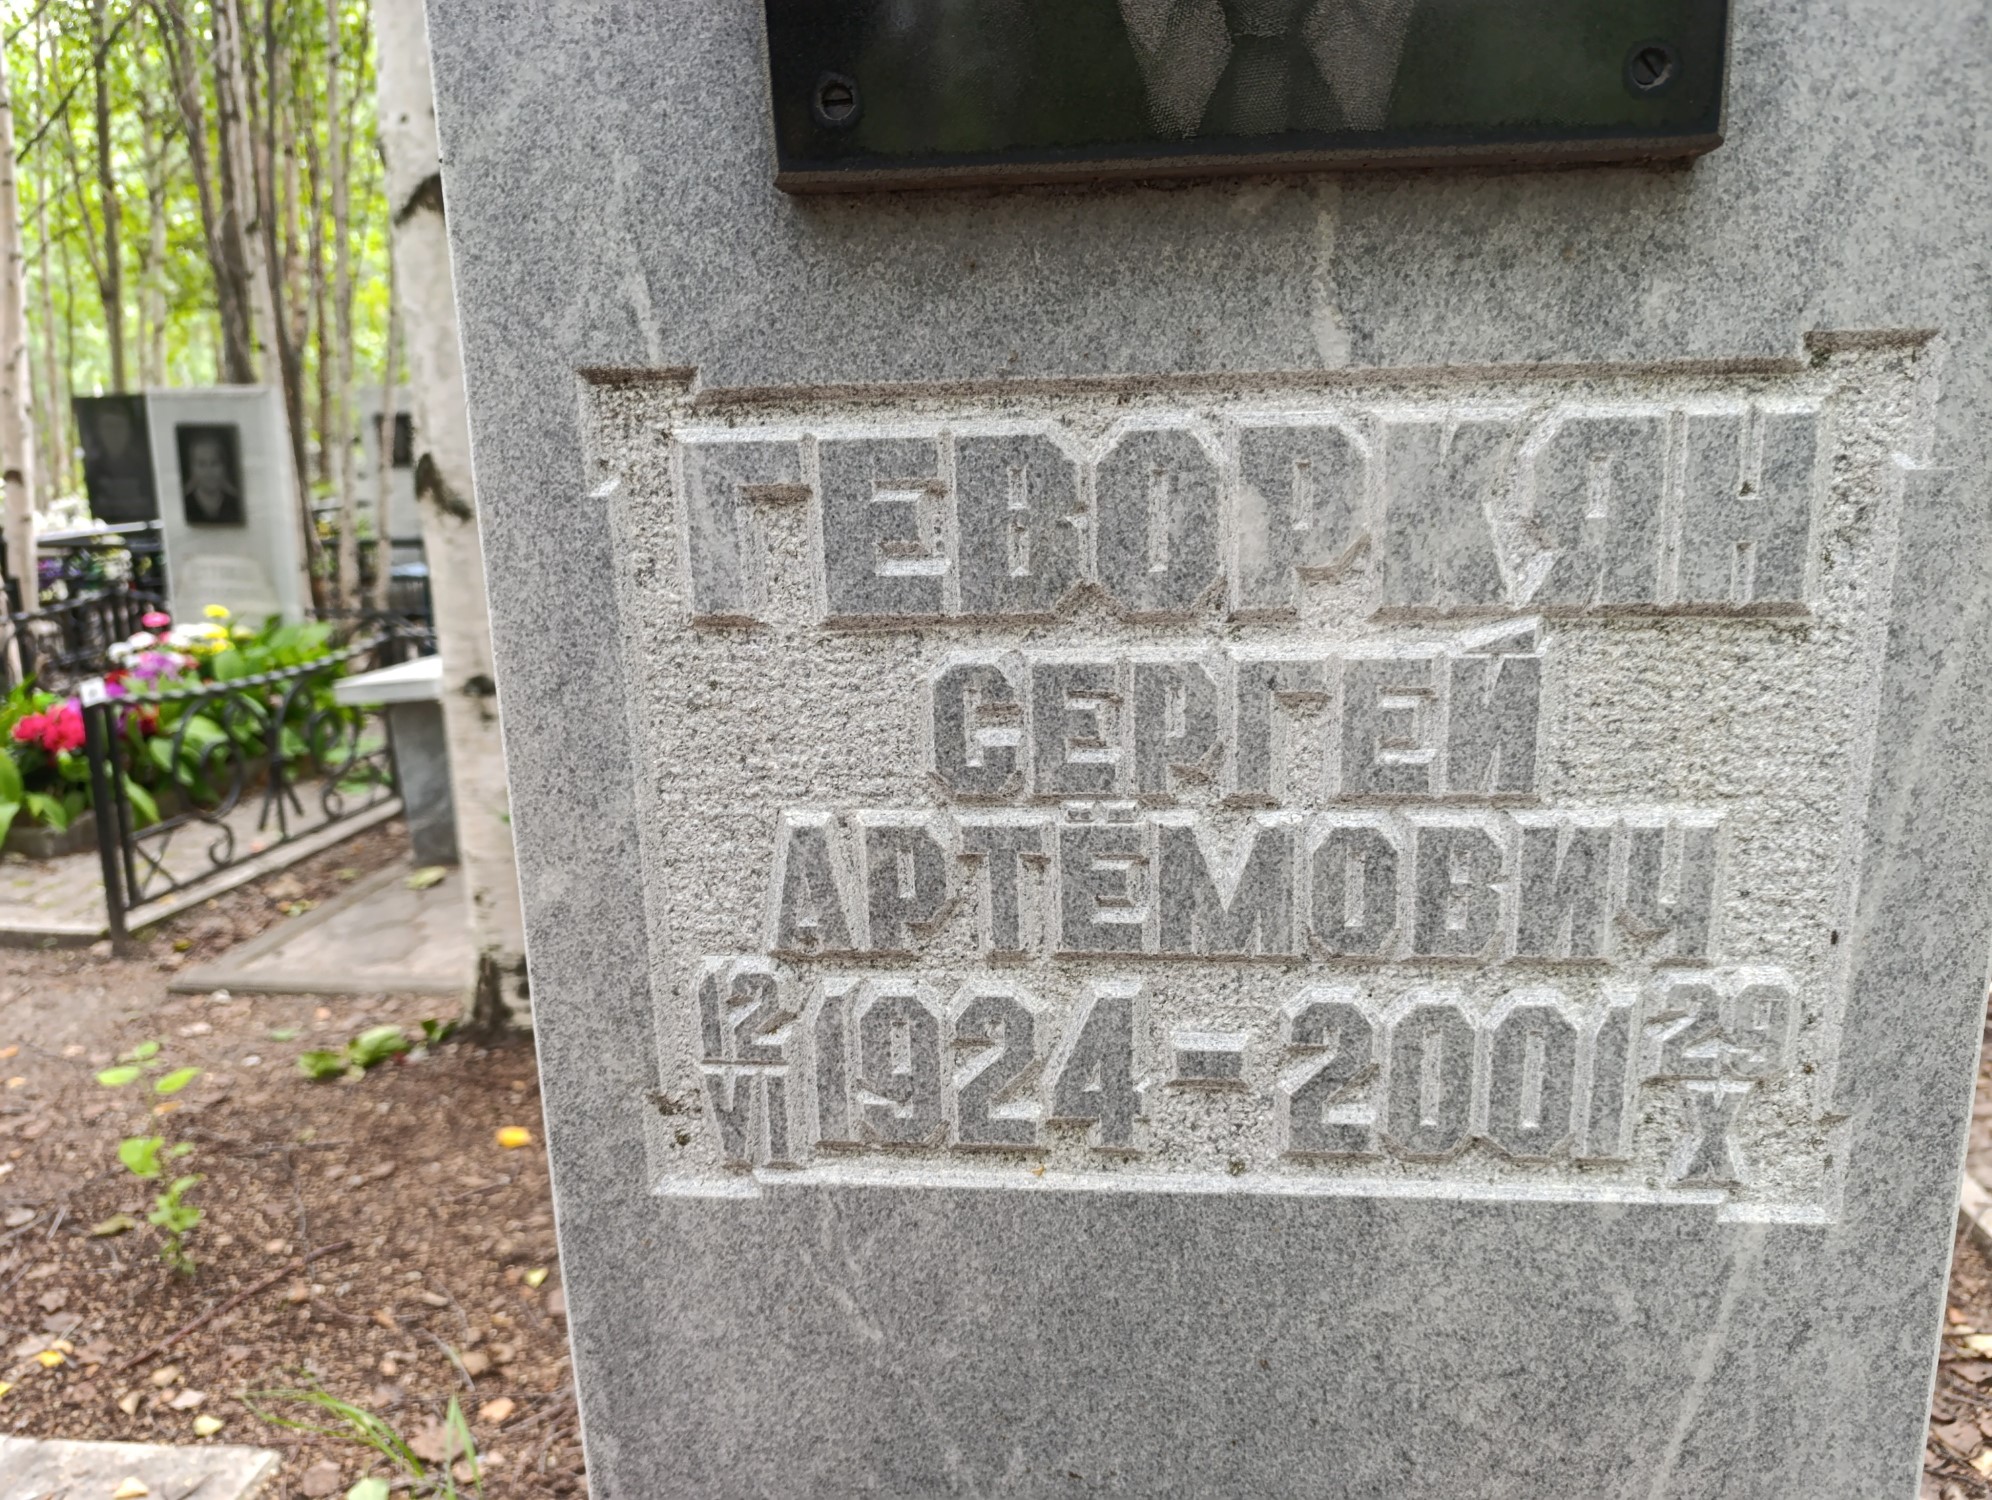 ГЕВОРКЯН
СЕРГЕЙ
АРТЁМОВИЧ
12/VI 1924-2001 29/X